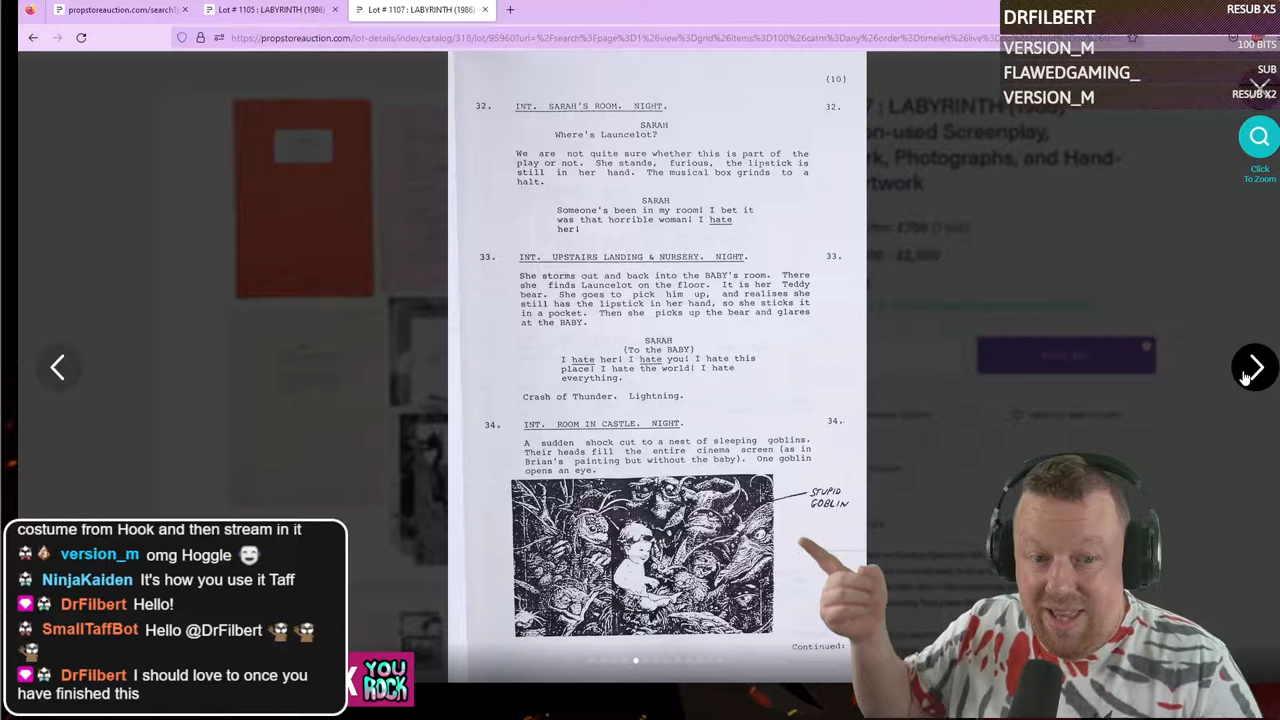 propstoreauction.com/search?
Lot # 1105 : LABYRINTH (1986)
Lot # 1107 : LABYRINTH (1986)
DRFILBERT
RESUB X5
VERSION_M
100 BITS
FLAWEDGAMING_
SUB
VERSION_M
RESUB X2
Click
To Zoom
(10)
32. INT. SARAH'S ROOM. NIGHT. 32.
SARAH
Where's Launcelot?
We are not quite sure whether this is part of the
play or not. She stands, furious, the lipstick is
still in her hand. The musical box grinds to a
halt.
SARAH
Someone's been in my room! I bet it
was that horrible woman! I hate
her!
33. INT. UPSTAIRS LANDING & NURSERY. NIGHT. 33.
She storms out and back into the BABY's room. There
she finds Launcelot on the floor. It is her Teddy
bear. She goes to pick him up, and realises she
still has the lipstick in her hand, so she sticks it
in a pocket. Then she picks up the bear and glares
at the BABY.
SARAH
(To the BABY)
I hate her! I hate you! I hate this
place! I hate the world! I hate
everything.
Crash of Thunder. Lightning.
34. INT. ROOM IN CASTLE. NIGHT. 34.
A sudden shock cut to a nest of sleeping goblins.
Their heads fill the entire cinema screen (as in
Brian's painting but without the baby). One goblin
opens an eye.
STUPID
GOBLIN
Continued:
costume from Hook and then stream in it
version_m omg Hoggle
NinjaKaiden It's how you use it Taff
DrFilbert Hello!
SmallTaffBot Hello @DrFilbert
DrFilbert I should love to once you
have finished this
YOU
ROCK